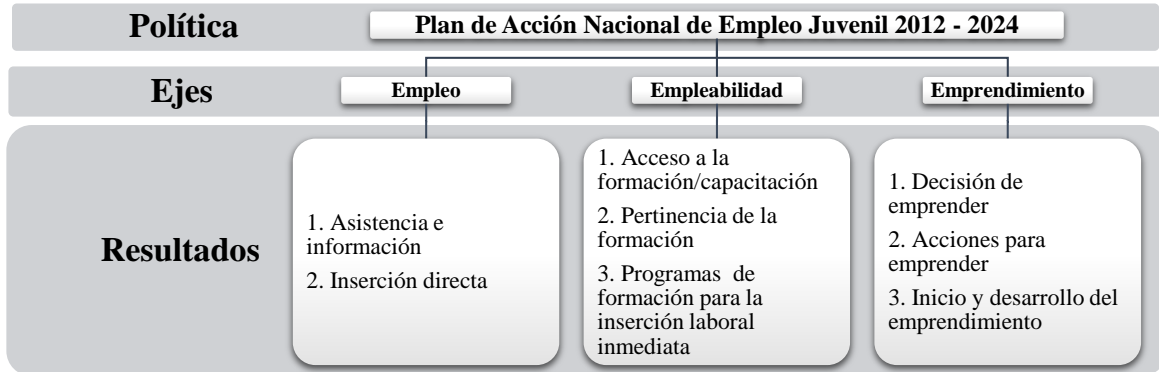 Política
Plan de Acción Nacional de Empleo Juvenil 2012 - 2024
Ejes
Empleo
Empleabilidad
Emprendimiento
Resultados
1. Asistencia e
información
2. Inserción directa
1. Acceso a la
formación/capacitación
2. Pertinencia de la
formación
3. Programas de
formación para la
inserción laboral
inmediata
1. Decisión de
emprender
2. Acciones para
emprender
3. Inicio y desarrollo del
emprendimiento